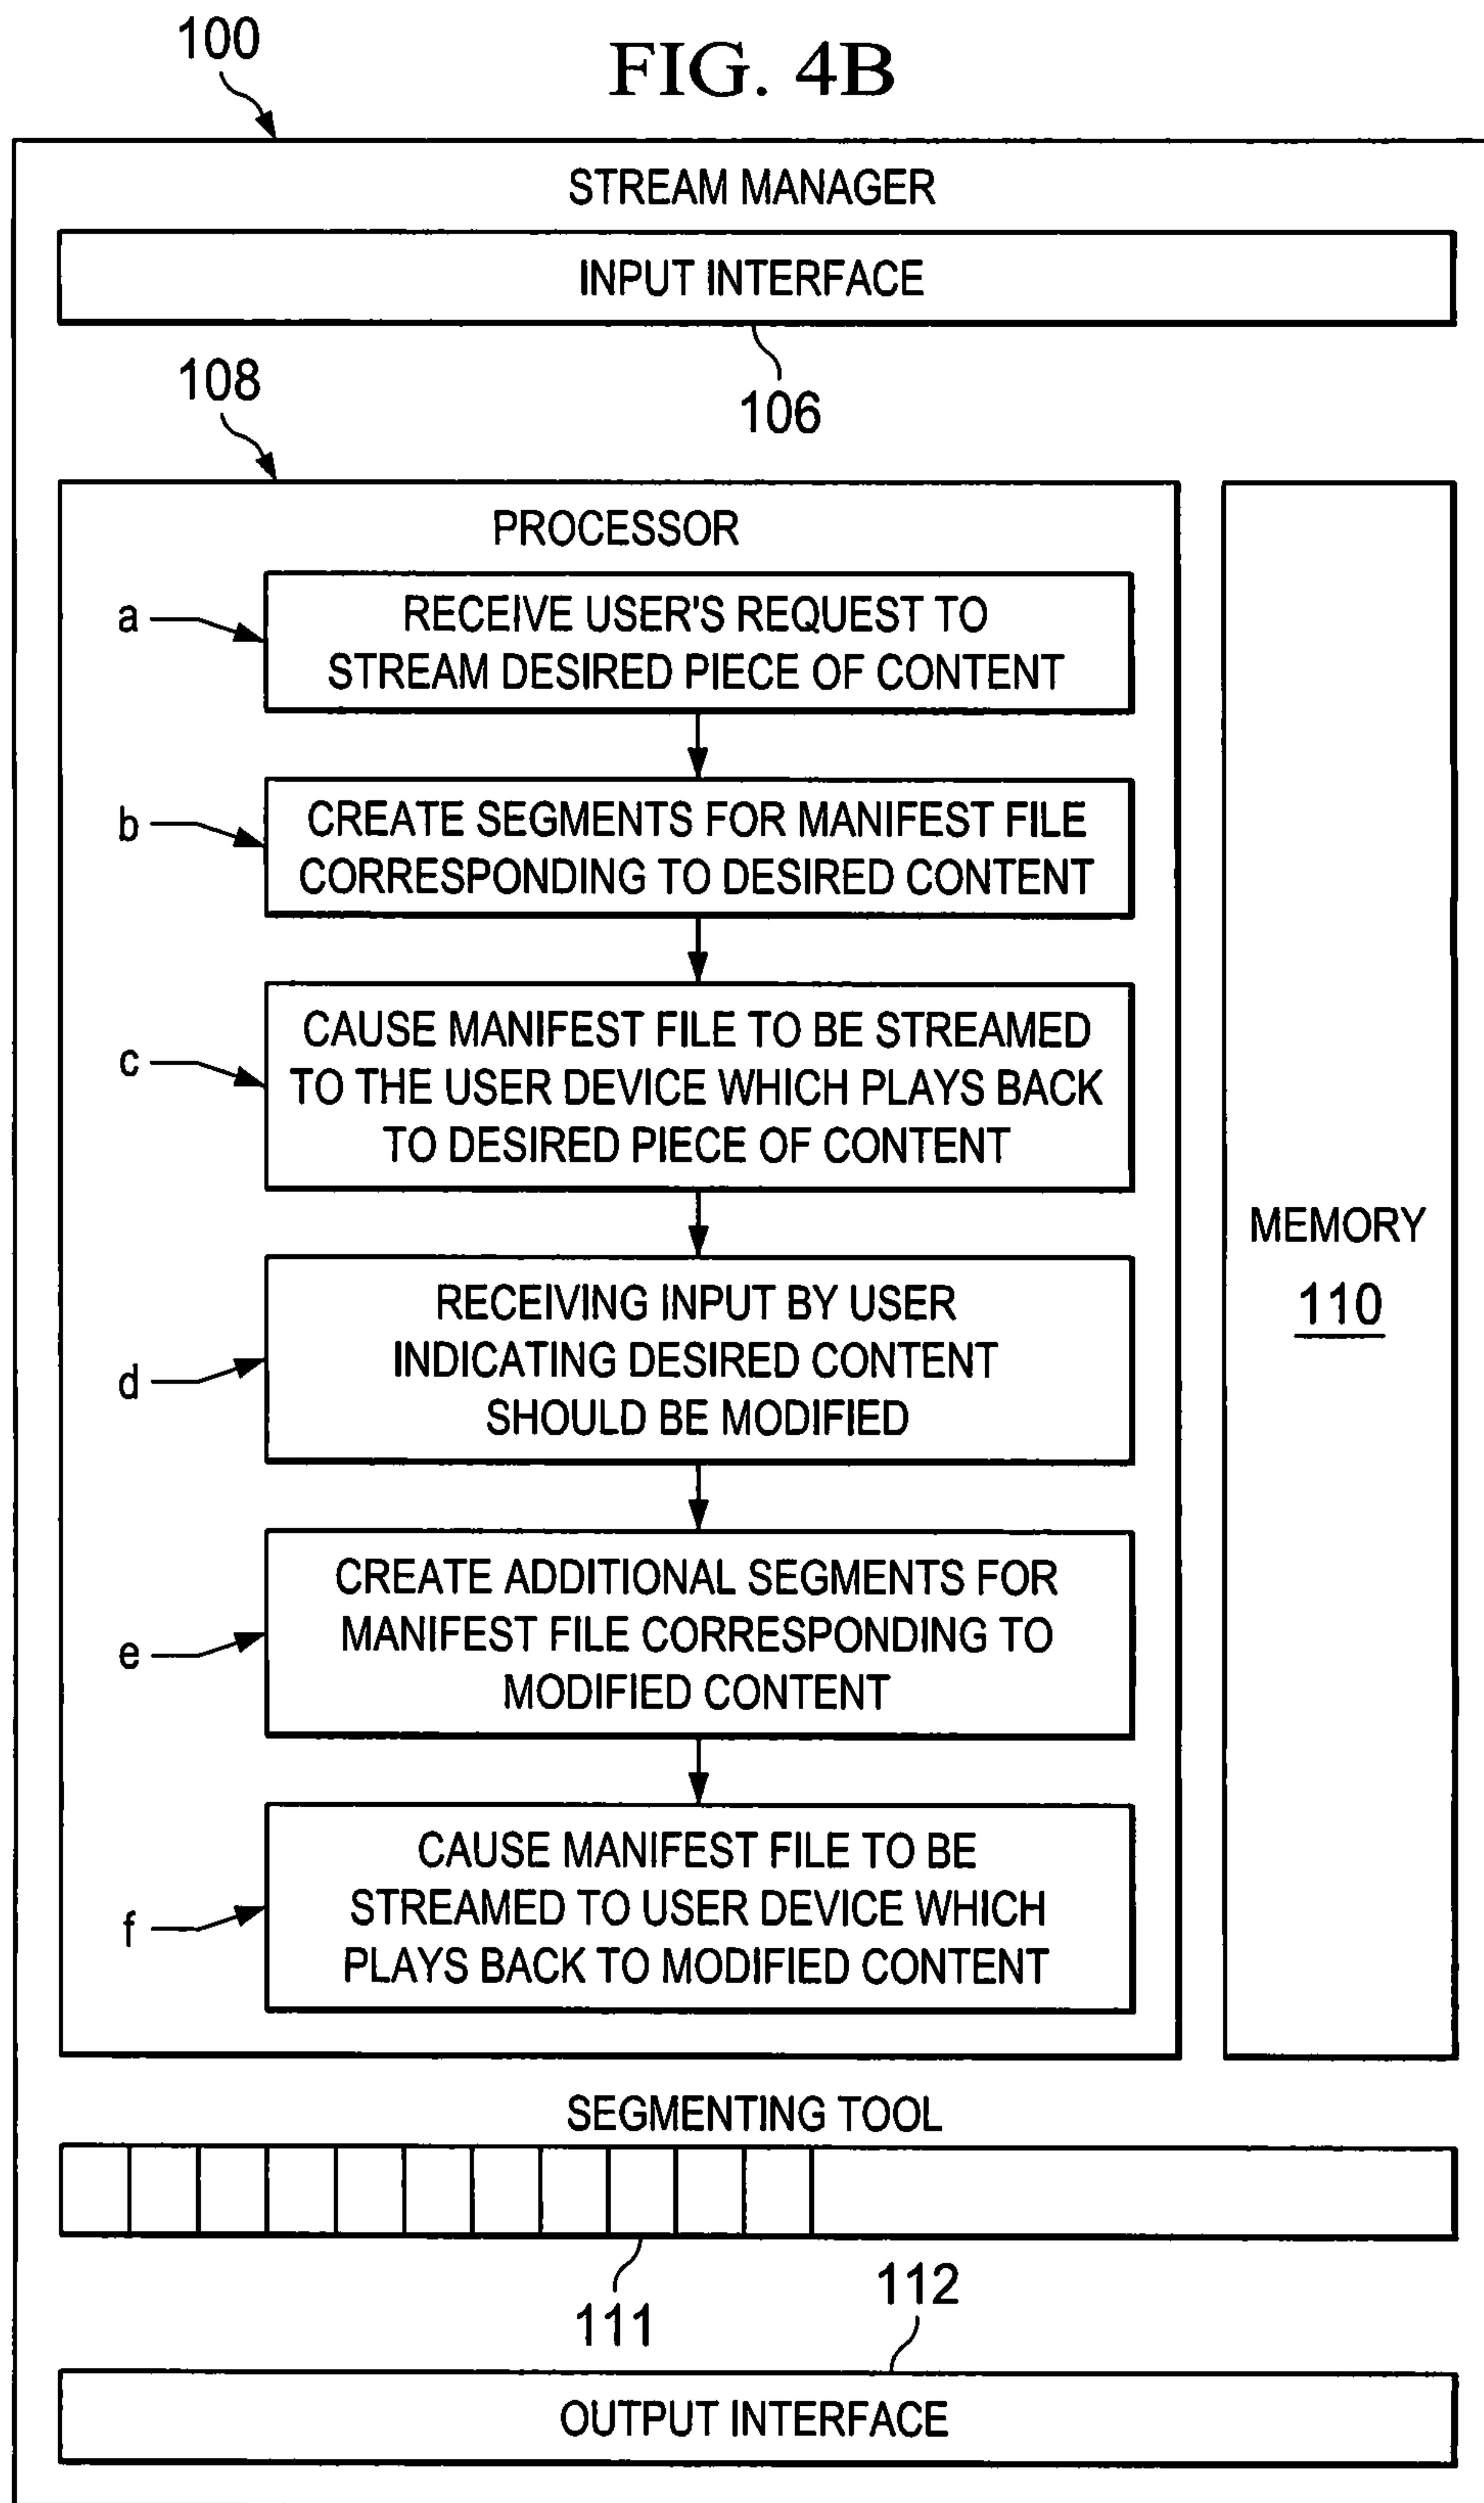 100
FIG. 4B
STREAM MANAGER
INPUT INTERFACE
106
108
PROCESSOR
a
RECEIVE USER'S REQUEST TO
STREAM DESIRED PIECE OF CONTENT
b
CREATE SEGMENTS FOR MANIFEST FILE
CORRESPONDING TO DESIRED CONTENT
c
CAUSE MANIFEST FILE TO BE STREAMED
TO THE USER DEVICE WHICH PLAYS BACK
TO DESIRED PIECE OF CONTENT
d
RECEIVING INPUT BY USER
INDICATING DESIRED CONTENT
SHOULD BE MODIFIED
e
CREATE ADDITIONAL SEGMENTS FOR
MANIFEST FILE CORRESPONDING TO
MODIFIED CONTENT
f
CAUSE MANIFEST FILE TO BE
STREAMED TO USER DEVICE WHICH
PLAYS BACK TO MODIFIED CONTENT
MEMORY
110
SEGMENTING TOOL
111
112
OUTPUT INTERFACE